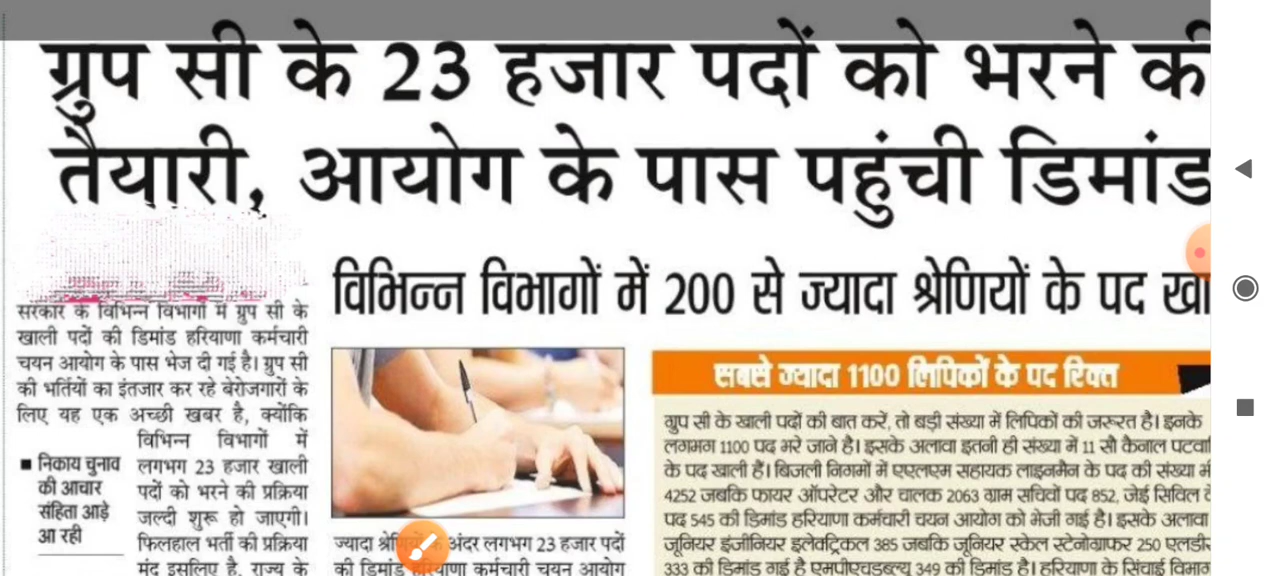 ग्रुप सी के 23 हजार पदों को भरने की
तैयारी, आयोग के पास पहुंची डिमांड
विभिन्न विभागों में 200 से ज्यादा श्रेणियों के पद
सरकार के विभिन्न विभागों में ग्रुप सी के
खाली पदों की डिमांड हरियाणा कर्मचारी
चयन आयोग के पास भेज दी गई है। ग्रुप सी
की भर्तियों का इंतजार कर रहे बेरोजगारों के
लिए यह एक अच्छी खबर है, क्योंकि
विभिन्न विभागों में
लगभग 23 हजार खाली
पदों को भरने की प्रक्रिया
जल्दी शुरू हो जाएगी।
फिलहाल भर्ती की प्रक्रिया
मंद इसलिए है, राज्य के
■ निकाय चुनाव
की आचार
संहिता आड़े
आ रही
ज्यादा अंदर लगभग 23 हजार पदों
की डिमांड हरियाणा कर्मचारी चयन आयोग
सबसे ज्यादा 1100 लिपिकों के पद रिक्त
ग्रुप सी के खाली पदों की बात करें, तो बड़ी संख्या में लिपिकों की जरूरत है। इनके
लगभग 1100 पद भरे जाने है। इसके अलावा इतनी ही संख्या में 11 सौ कैनाल
के पद खाली हैं। बिजली निगमों में एएलएम सहायक लाइनमैन के पद की संख्या
4252 जबकि फायर ऑपरेटर और चालक 2063 ग्राम सचिवों पद 852, जेई सिविल
पद 545 की डिमांड हरियाणा कर्मचारी चयन आयोग को भेजी गई है। इसके अलावा
जूनियर इंजीनियर इलेक्ट्रिकल 385 जबकि जूनियर स्केल स्टेनोग्राफर 250
333 की डिमांड गई है एमपीएचडब्ल्यू 349 की डिमांड है। हरियाणा के सिंचाई